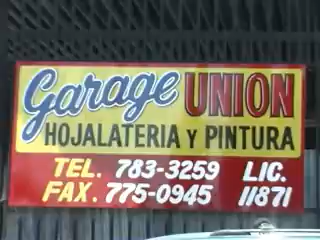 Garage UNION
HOJALATERIA Y PINTURA
TEL. 783-3259 LIC.
FAX. 775-0945 11871